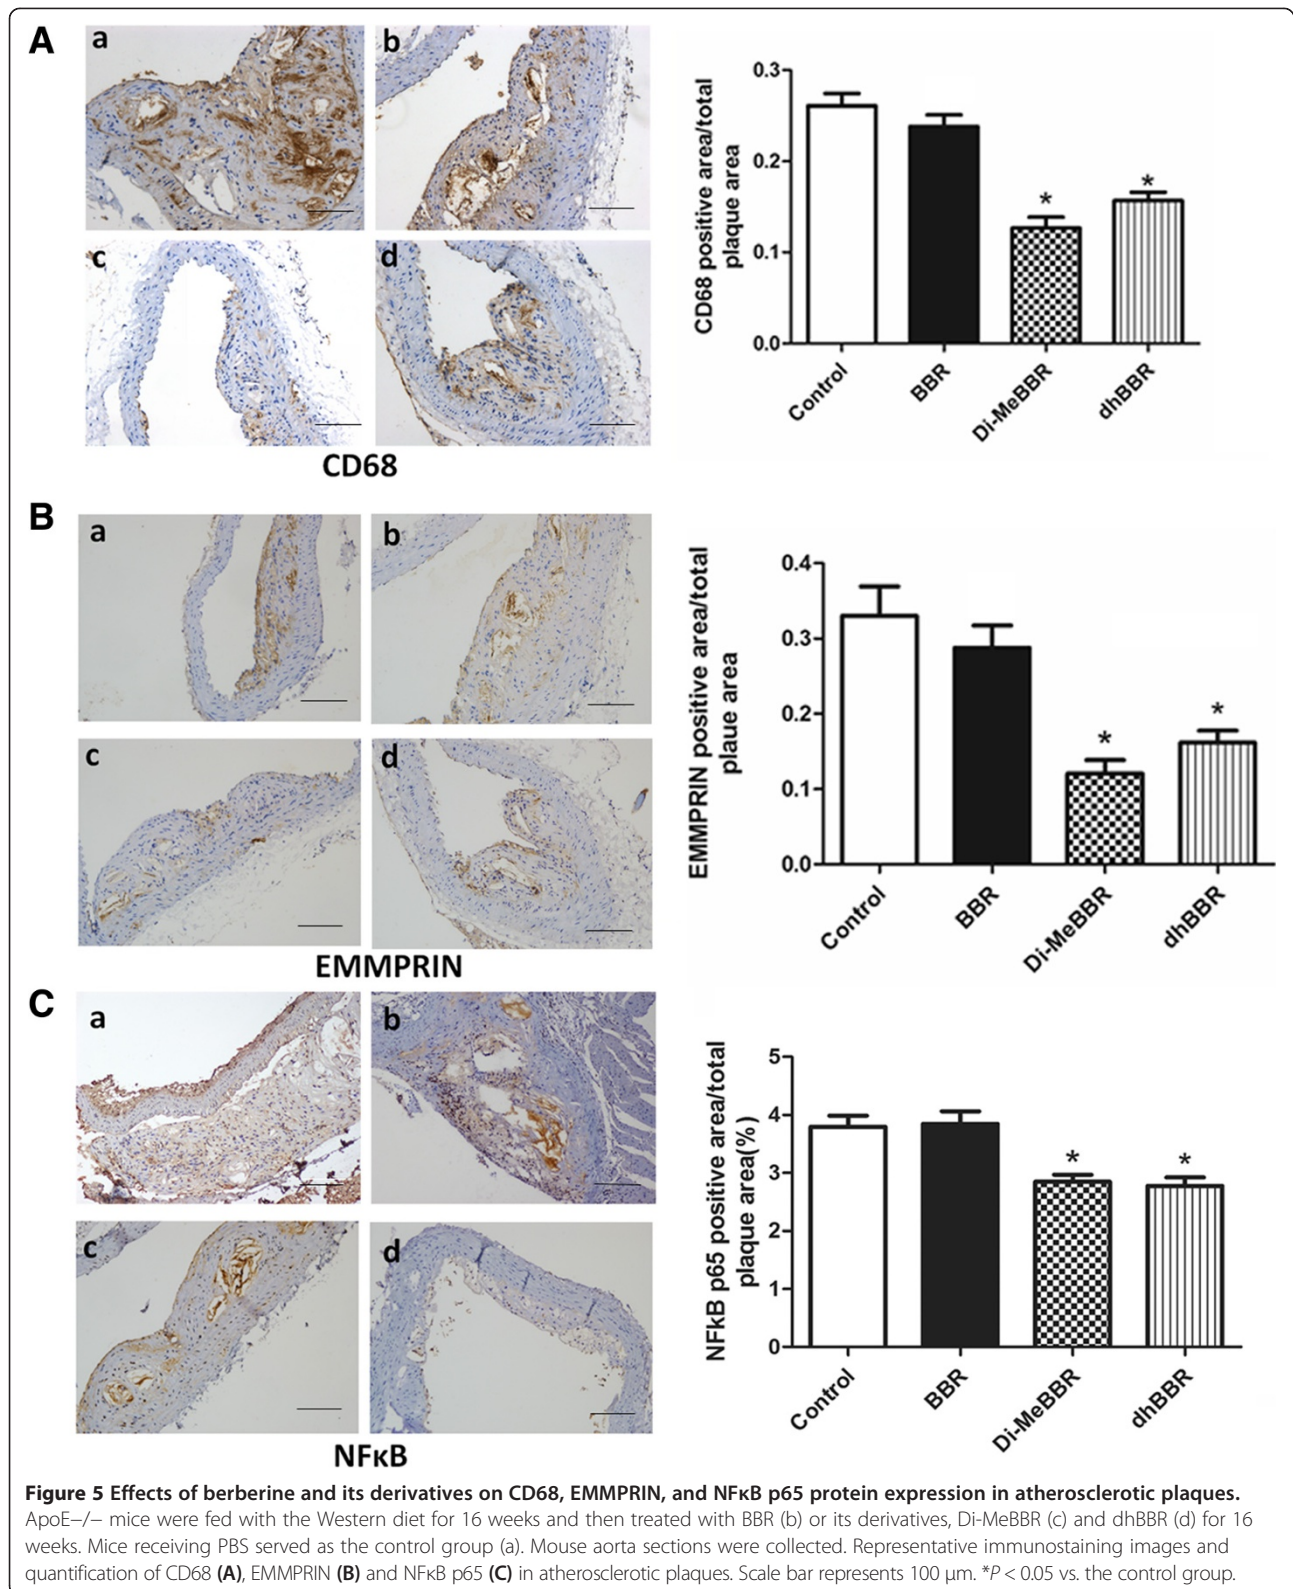 A
a
b
c
d
CD68
CD68 positive area/total
plaque area
0.3
0.2
0.1
0.0
Control
BBR
*
Di-MeBBR
*
dhBBR
B
a
b
c
d
EMMPRIN
EMMPRIN positive area/total
plaue area
0.4
0.3
0.2
0.1
0.0
Control
BBR
*
Di-MeBBR
*
dhBBR
C
a
b
c
d
NFκB
NFkB p65 positive area/total
plaque area(%)
5
4
3
2
1
0
Control
BBR
*
Di-MeBBR
*
dhBBR
Figure 5 Effects of berberine and its derivatives on CD68, EMMPRIN, and NFκB p65 protein expression in atherosclerotic plaques.
ApoE−/− mice were fed with the Western diet for 16 weeks and then treated with BBR (b) or its derivatives, Di-MeBBR (c) and dhBBR (d) for 16
weeks. Mice receiving PBS served as the control group (a). Mouse aorta sections were collected. Representative immunostaining images and
quantification of CD68 (A), EMMPRIN (B) and NFκB p65 (C) in atherosclerotic plaques. Scale bar represents 100 μm. *P < 0.05 vs. the control group.